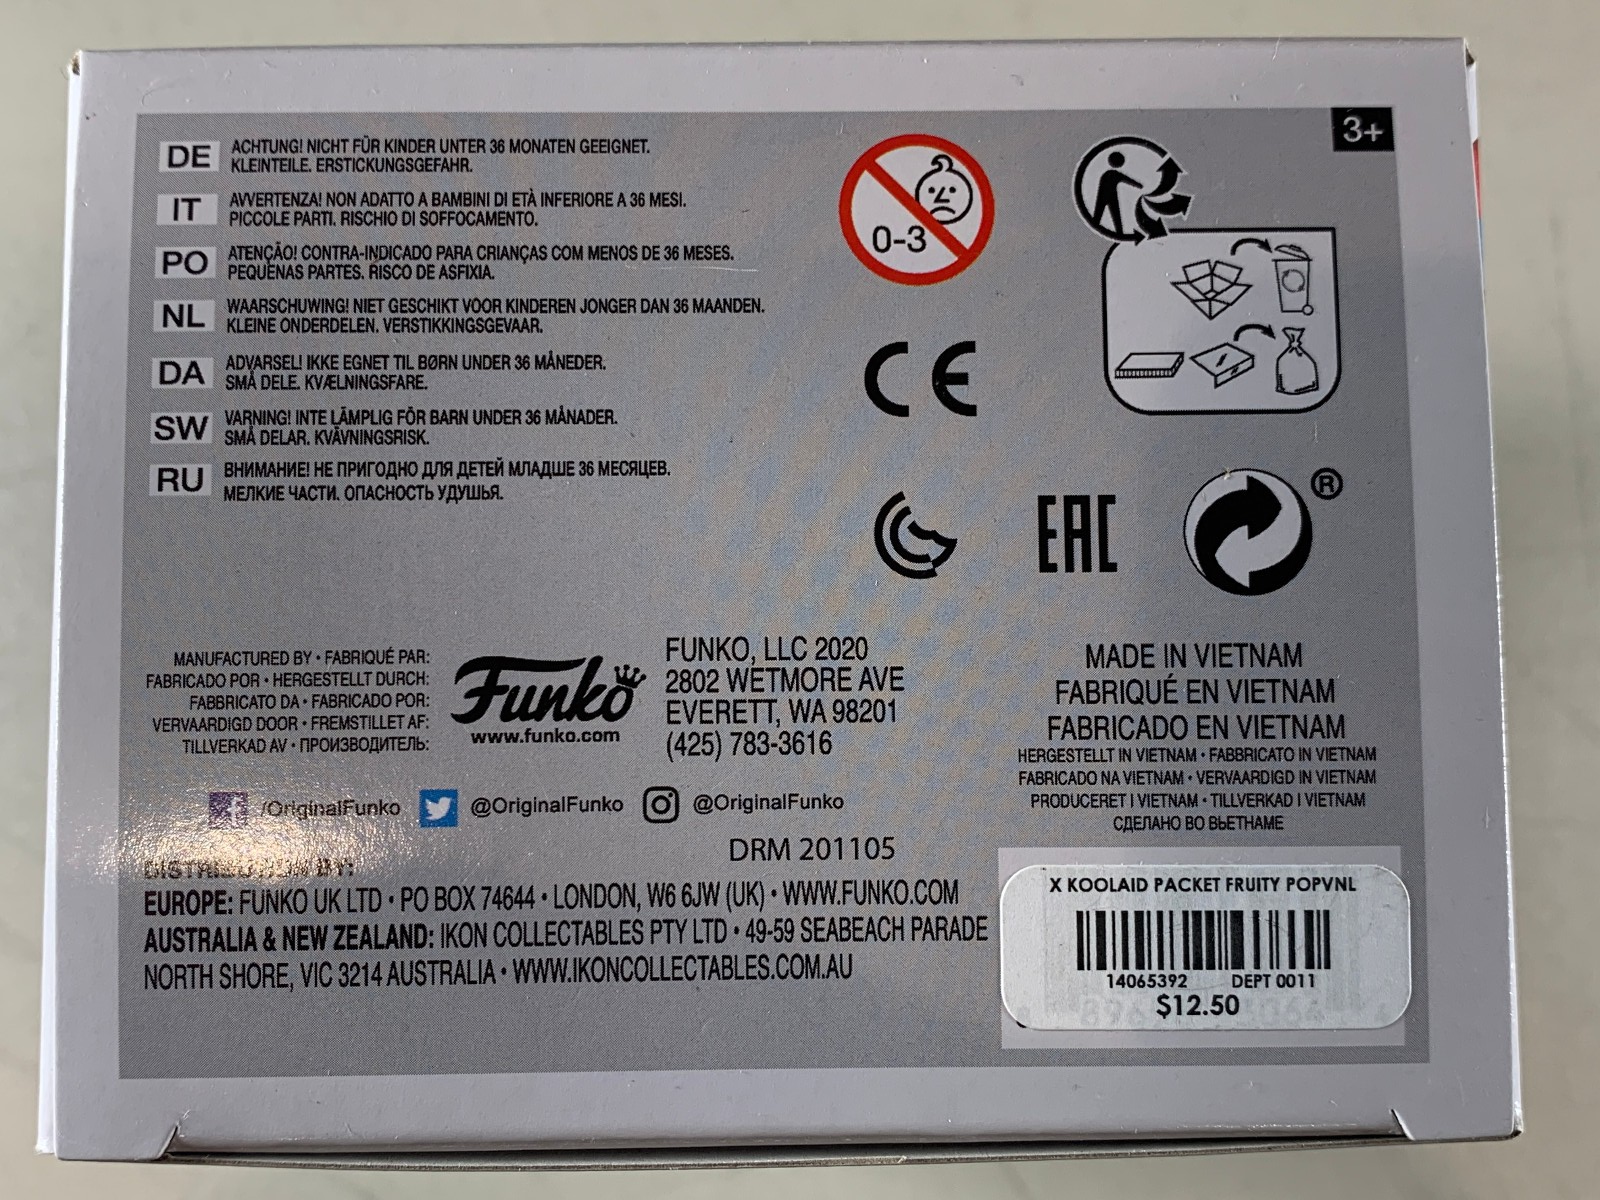 3+
DE
ACHTUNG! NICHT FÜR KINDER UNTER 36 MONATEN GEEIGNET.
KLEINTEILE. ERSTICKUNGSGEFAHR.
IT
AVVERTENZA! NON ADATTO A BAMBINI DI ETÀ INFERIORE A 36 MESI.
PICCOLE PARTI. RISCHIO DI SOFFOCAMENTO.
PO
ATENÇÃO! CONTRA-INDICADO PARA CRIANÇAS COM MENOS DE 36 MESES.
PEQUENAS PARTES. RISCO DE ASFIXIA.
NL
WAARSCHUWING! NIET GESCHIKT VOOR KINDEREN JONGER DAN 36 MAANDEN.
KLEINE ONDERDELEN. VERSTIKKINGSGEVAAR.
DA
ADVARSEL! IKKE EGNET TIL BØRN UNDER 36 MÅNEDER.
SMÅ DELE. KVÆLNINGSFARE.
SW
VARNING! INTE LÄMPLIG FÖR BARN UNDER 36 MÅNADER.
SMÅ DELAR. KVÄVNINGSRISK.
RU
ВНИМАНИЕ! НЕ ПРИГОДНО ДЛЯ ДЕТЕЙ МЛАДШЕ 36 МЕСЯЦЕВ.
МЕЛКИЕ ЧАСТИ. ОПАСНОСТЬ УДУШЬЯ.
0-3
CE
EAC
®
MANUFACTURED BY • FABRIQUÉ PAR:
FABRICADO POR • HERGESTELLT DURCH:
FABBRICATO DA • FABRICADO POR:
VERVAARDIGD DOOR • FREMSTILLET AF:
TILLVERKAD AV • ПРОИЗВОДИТЕЛЬ:
Funko
www.funko.com
FUNKO, LLC 2020
2802 WETMORE AVE
EVERETT, WA 98201
(425) 783-3616
MADE IN VIETNAM
FABRIQUÉ EN VIETNAM
FABRICADO EN VIETNAM
HERGESTELLT IN VIETNAM • FABBRICATO IN VIETNAM
FABRICADO NA VIETNAM • VERVAARDIGD IN VIETNAM
PRODUCERET I VIETNAM • TILLVERKAD I VIETNAM
СДЕЛАНО ВО ВЬЕТНАМЕ
/OriginalFunko @OriginalFunko @OriginalFunko
DRM 201105
DISTRIBUTION BY:
EUROPE: FUNKO UK LTD • PO BOX 74644 • LONDON, W6 6JW (UK) • WWW.FUNKO.COM
AUSTRALIA & NEW ZEALAND: IKON COLLECTABLES PTY LTD • 49-59 SEABEACH PARADE
NORTH SHORE, VIC 3214 AUSTRALIA • WWW.IKONCOLLECTABLES.COM.AU
X KOOLAID PACKET FRUITY POPVNL
14065392 DEPT 0011
$12.50